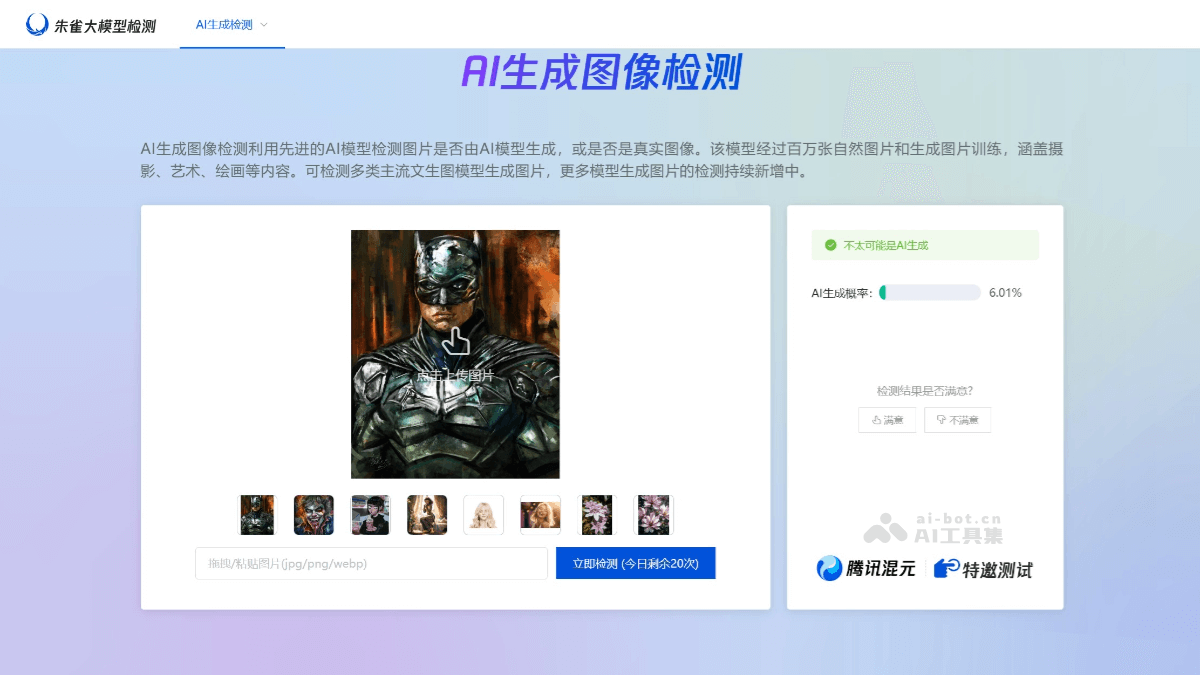 朱雀大模型检测
AI生成检测
AI生成图像检测
AI生成图像检测利用先进的AI模型检测图片是否由AI模型生成，或是否是真实图像。该模型经过百万张自然图片和生成图片训练，涵盖摄
影、艺术、绘画等内容。可检测多类主流文生图模型生成图片，更多模型生成图片的检测持续新增中。
点击上传图片
拖拽/粘贴图片(jpg/png/webp)
立即检测 (今日剩余20次)
不太可能是AI生成
AI生成概率：
6.01%
检测结果是否满意?
满意
不满意
ai-bot.cn
AI工具集
腾讯混元
特邀测试